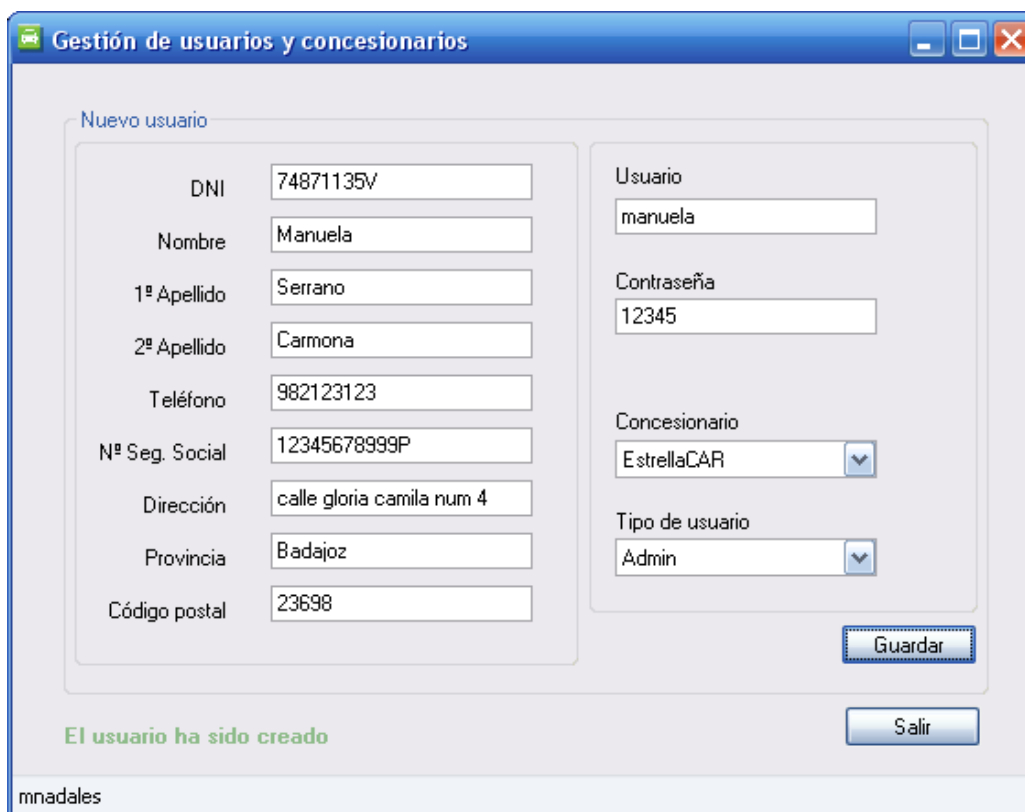 Gestión de usuarios y concesionarios
Nuevo usuario
DNI 74871135V
Nombre Manuela
1º Apellido Serrano
2º Apellido Carmona
Teléfono 982123123
Nº Seg. Social 12345678999P
Dirección calle gloria camila num 4
Provincia Badajoz
Código postal 23698
Usuario
manuela
Contraseña
12345
Concesionario
EstrellaCAR
Tipo de usuario
Admin
Guardar
El usuario ha sido creado
Salir
mnadales